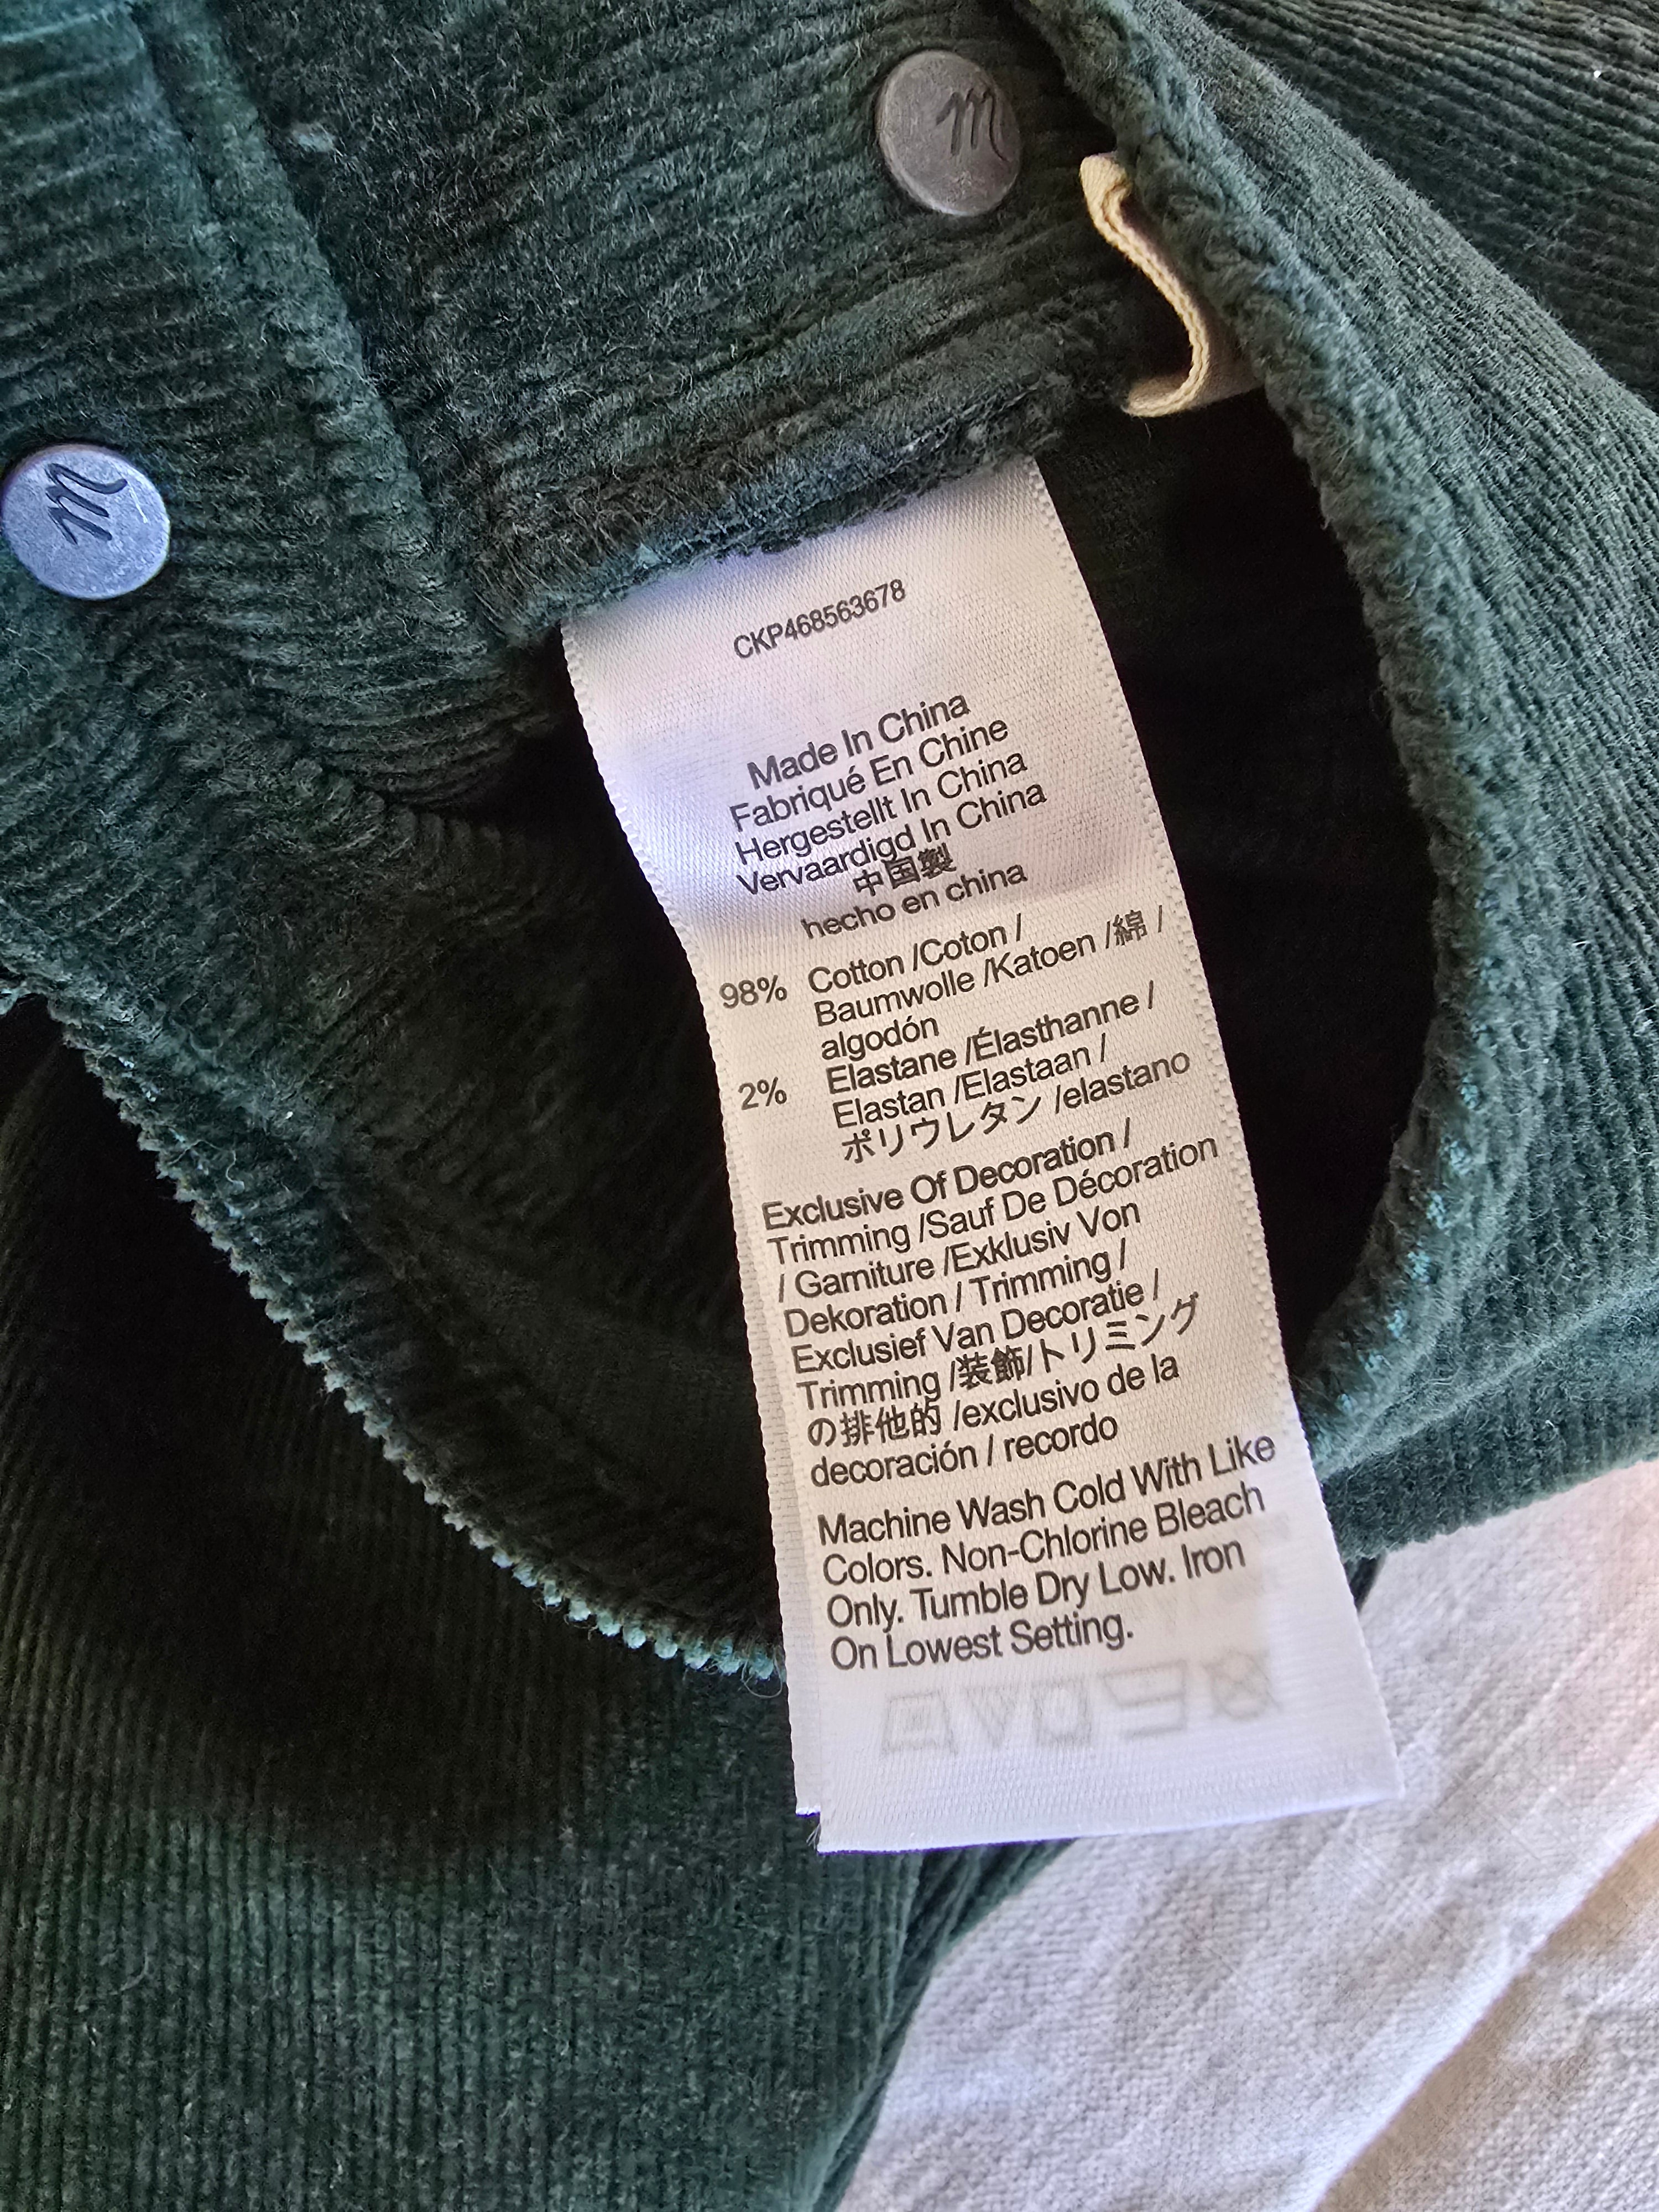 m
m
CKP468563678
Made In China
Fabriqué En Chine
Hergestellt In China
Vervaardigd In China
中国製
hecho en china
98% Cotton /Coton /
Baumwolle /Katoen /綿 /
algodón
2% Elastane /Élasthanne /
Elastan /Elastaan /
ポリウレタン /elastano
Exclusive Of Decoration /
Trimming /Sauf De Décoration
/ Garniture /Exklusiv Von
Dekoration / Trimming /
Exclusief Van Decoratie /
Trimming /装飾/トリミング
の排他的 /exclusivo de la
decoración / recordo
Machine Wash Cold With Like
Colors. Non-Chlorine Bleach
Only. Tumble Dry Low. Iron
On Lowest Setting.